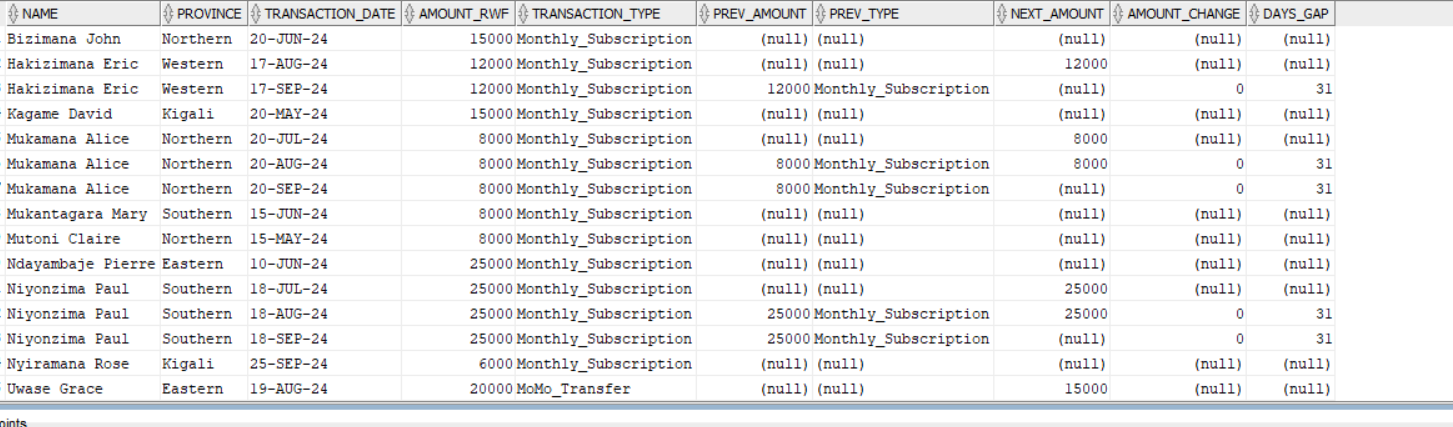 NAME PROVINCE TRANSACTION_DATE AMOUNT_RWF TRANSACTION_TYPE PREV_AMOUNT PREV_TYPE NEXT_AMOUNT AMOUNT_CHANGE DAYS_GAP
Bizimana John Northern 20-JUN-24 15000 Monthly_Subscription (null) (null) (null) (null) (null)
Hakizimana Eric Western 17-AUG-24 12000 Monthly_Subscription (null) (null) 12000 (null) (null)
Hakizimana Eric Western 17-SEP-24 12000 Monthly_Subscription 12000 Monthly_Subscription (null) 0 31
Kagame David Kigali 20-MAY-24 15000 Monthly_Subscription (null) (null) (null) (null) (null)
Mukamana Alice Northern 20-JUL-24 8000 Monthly_Subscription (null) (null) 8000 (null) (null)
Mukamana Alice Northern 20-AUG-24 8000 Monthly_Subscription 8000 Monthly_Subscription 8000 0 31
Mukamana Alice Northern 20-SEP-24 8000 Monthly_Subscription 8000 Monthly_Subscription (null) 0 31
Mukantagara Mary Southern 15-JUN-24 8000 Monthly_Subscription (null) (null) (null) (null) (null)
Mutoni Claire Northern 15-MAY-24 8000 Monthly_Subscription (null) (null) (null) (null) (null)
Ndayambaje Pierre Eastern 10-JUN-24 25000 Monthly_Subscription (null) (null) (null) (null) (null)
Niyonzima Paul Southern 18-JUL-24 25000 Monthly_Subscription (null) (null) 25000 (null) (null)
Niyonzima Paul Southern 18-AUG-24 25000 Monthly_Subscription 25000 Monthly_Subscription 25000 0 31
Niyonzima Paul Southern 18-SEP-24 25000 Monthly_Subscription 25000 Monthly_Subscription (null) 0 31
Nyiramana Rose Kigali 25-SEP-24 6000 Monthly_Subscription (null) (null) (null) (null) (null)
Uwase Grace Eastern 19-AUG-24 20000 MoMo_Transfer (null) (null) 15000 (null) (null)